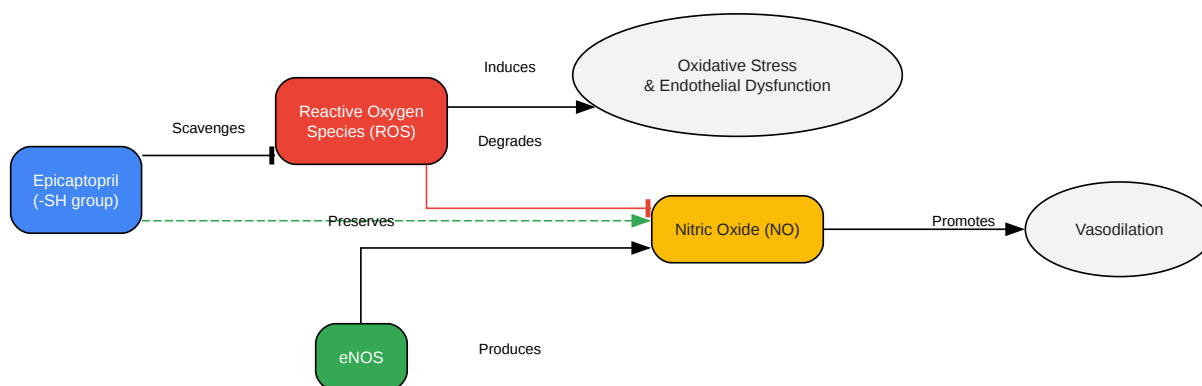 Induces
Oxidative Stress
& Endothelial Dysfunction
Reactive Oxygen
Species (ROS)
Scavenges
Degrades
Epicaptopril
(-SH group)
Preserves
Nitric Oxide (NO)
Promotes
Vasodilation
eNOS
Produces